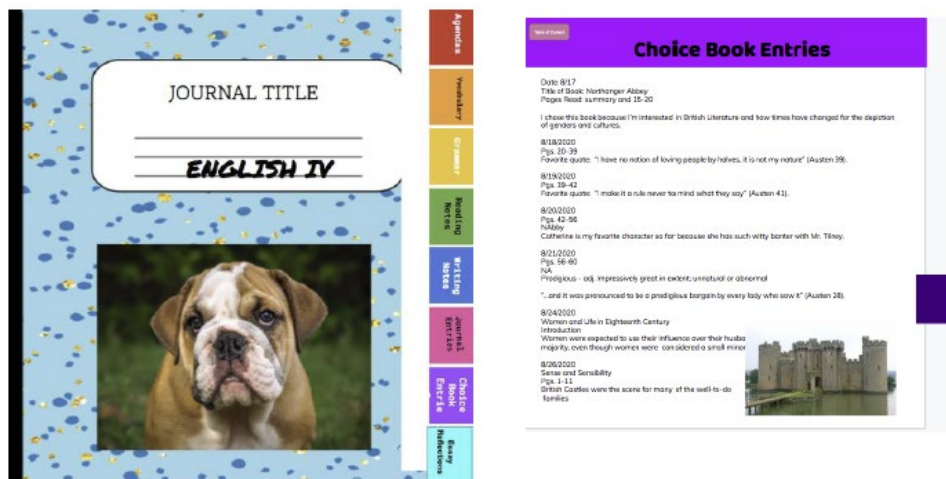 JOURNAL TITLE
ENGLISH IV
Agendas
Vocabulary
Grammar
Reading
Notes
Writing
Notes
Journal
Entries
Choice
Book
Entrie
Essay
Reflections
Table of Content
Choice Book Entries
Date 8/17
Title of Book: Northanger Abbey
Pages Read: summary and 15-20
I chose this book because I'm interested in British Literature and how times have changed for the depiction
of genders and cultures.
8/18/2020
Pgs. 20-39
Favorite quote: "I have no notion of loving people by halves, it is not my nature" (Austen 39).
8/19/2020
Pgs. 39-42
Favorite quote: "I make it a rule never to mind what they say" (Austen 41).
8/20/2020
Pgs. 42-56
NAbby
Catherine is my favorite character so far because she has such witty banter with Mr. Tilney.
8/21/2020
Pgs. 56-60
NA
Prodigious - adj. impressively great in extent; unnatural or abnormal
"...and it was pronounced to be a prodigious bargain by every lady who saw it" (Austen 28).
8/24/2020
Women and Life in Eighteenth Century
Introduction
Women were expected to use their influence over their husba
majority, even though women were considered a small minor
8/26/2020
Sense and Sensibility
Pgs. 1-11
British Castles were the scene for many of the well-to-do
families